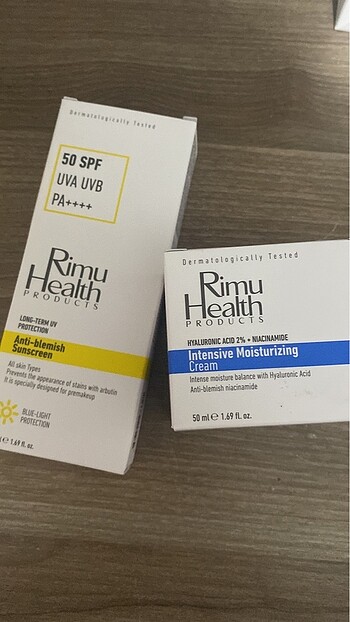 Dermatologically Tested
50 SPF
UVA UVB
PA++++
Rimu
Health
PRODUCTS
LONG-TERM UV
PROTECTION
Anti-blemish
Sunscreen
All skin Types
Prevents the appearance of stains with arbutin
It is specially designed for premakeup
BLUE-LIGHT
PROTECTION
l e 1.69 fl. oz.
Dermatologically Tested
Rimu
Health
PRODUCTS
HYALURONIC ACID 2% + NIACINAMIDE
Intensive Moisturizing
Cream
Intense moisture balance with Hyaluronic Acid
Anti-blemish niacinamide
50 ml e 1.69 fl. oz.